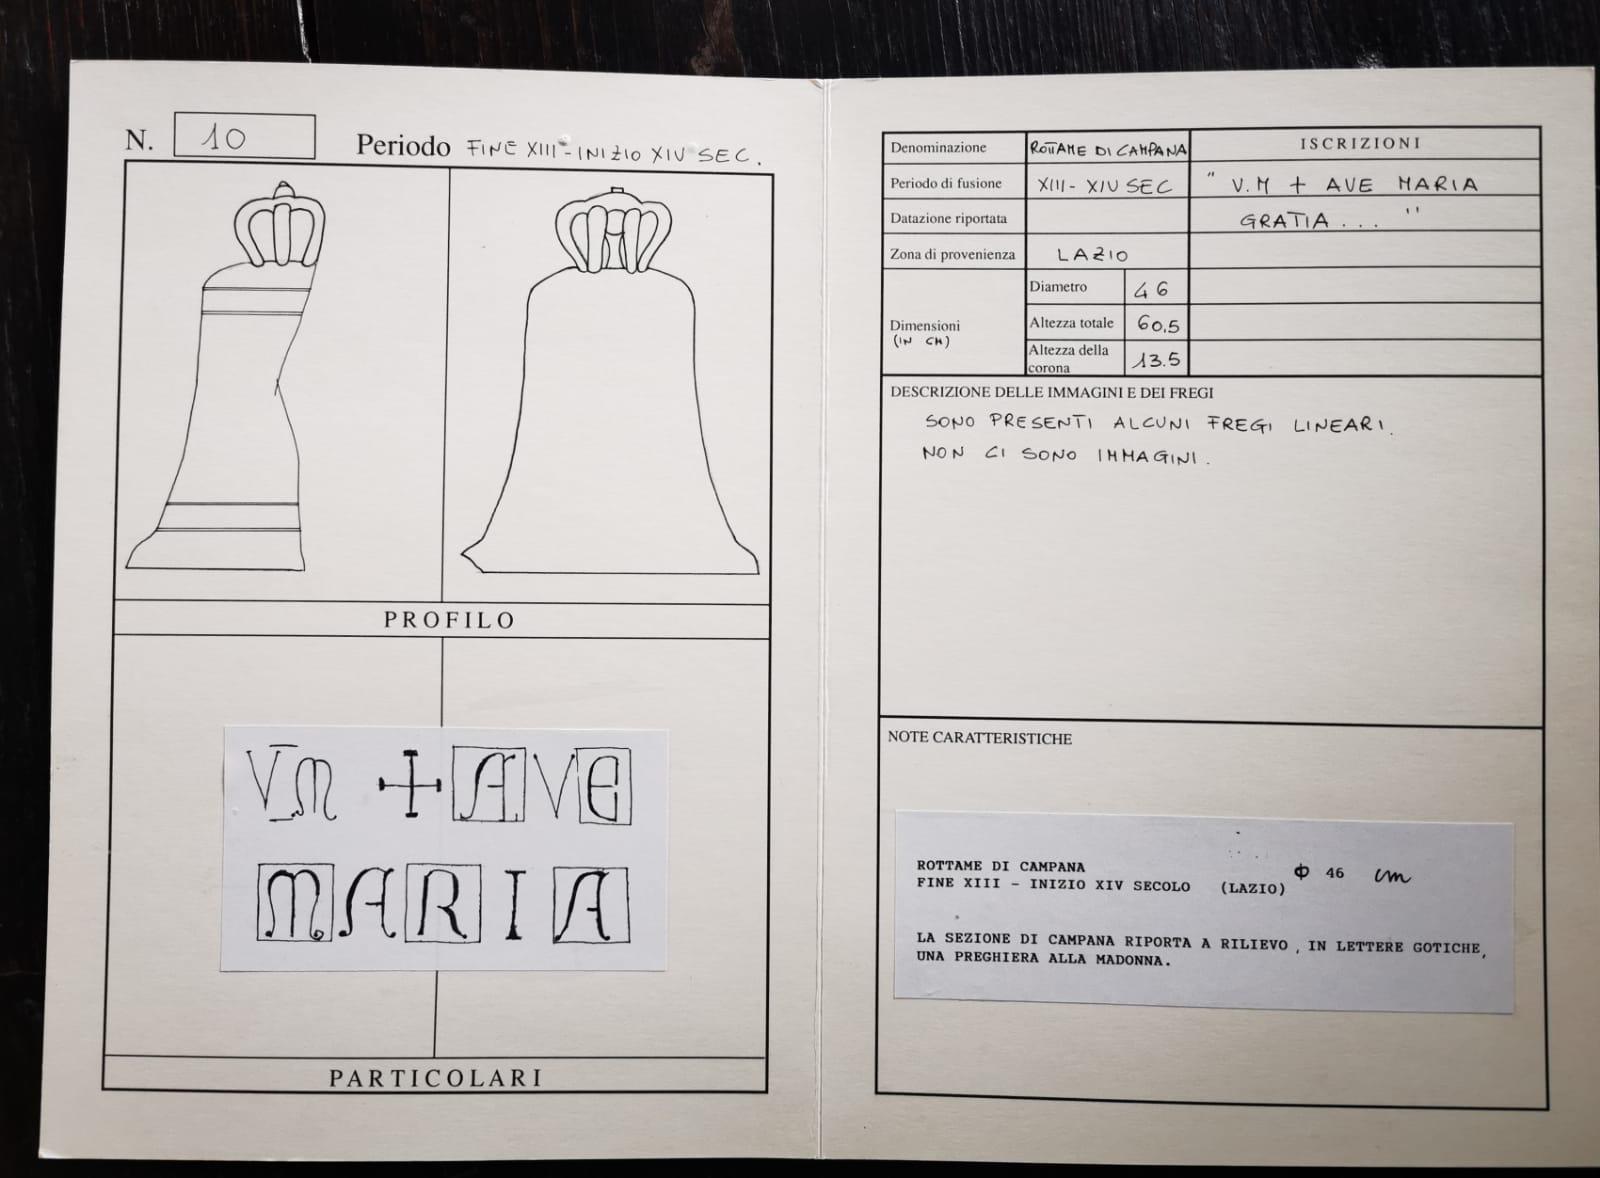 N. 10 Periodo FINE XIII° - INIZIO XIV° SEC.
PROFILO
VM + AVE
MARIA
PARTICOLARI
Denominazione ROTTAME DI CAMPANA ISCRIZIONI
Periodo di fusione XIII - XIV SEC " V.M + AVE MARIA
Datazione riportata GRATIA ... "
Zona di provenienza LAZIO
Dimensioni
(IN CM)
Diametro 46
Altezza totale 60,5
Altezza della
corona 13.5
DESCRIZIONE DELLE IMMAGINI E DEI FREGI
SONO PRESENTI ALCUNI FREGI LINEARI.
NON CI SONO IMMAGINI.
NOTE CARATTERISTICHE
ROTTAME DI CAMPANA Φ 46 cm
FINE XIII - INIZIO XIV SECOLO (LAZIO)
LA SEZIONE DI CAMPANA RIPORTA A RILIEVO , IN LETTERE GOTICHE,
UNA PREGHIERA ALLA MADONNA.